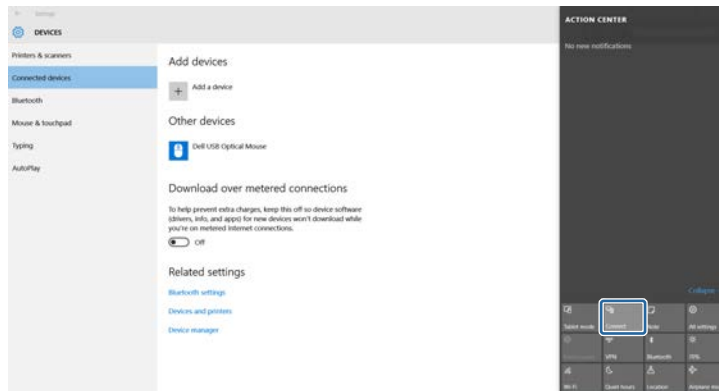 Settings
DEVICES
Printers & scanners
Connected devices
Bluetooth
Mouse & touchpad
Typing
AutoPlay
Add devices
Add a device
Other devices
Dell USB Optical Mouse
Download over metered connections
To help prevent extra charges, keep this off so device software
(drivers, info, and apps) for new devices won't download while
you're on metered Internet connections.
Off
Related settings
Bluetooth settings
Devices and printers
Device manager
ACTION CENTER
No new notifications
Collapse
Tablet mode
Connect
Note
All settings
VPN
Bluetooth
70%
Wi-Fi
Quiet hours
Location
Airplane mo